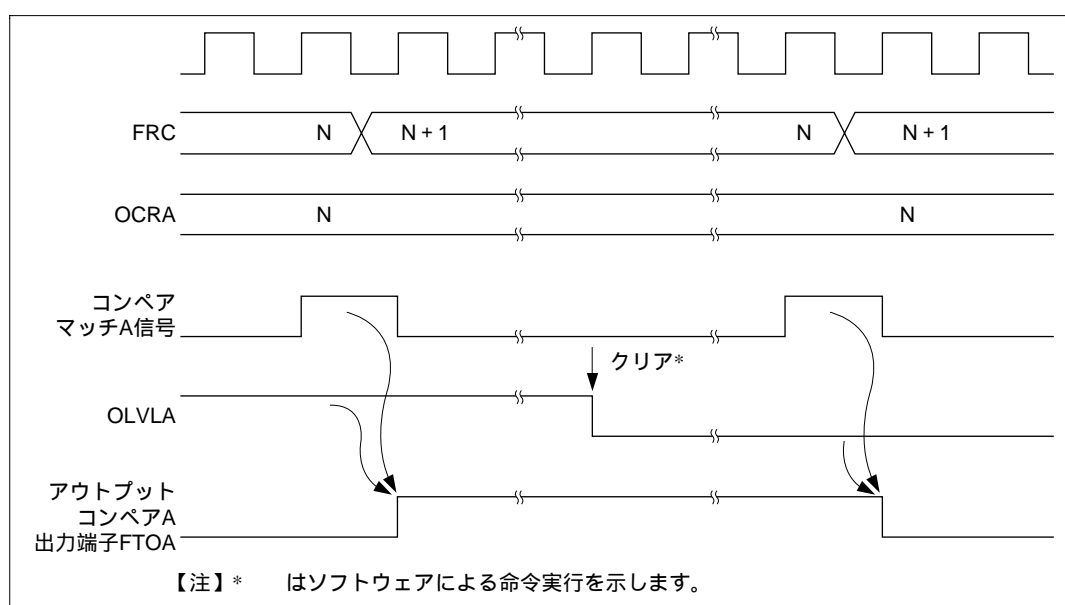 FRC N N + 1 N N + 1
OCRA N N
コンペア
マッチA信号
クリア*
OLVLA
アウトプット
コンペアA
出力端子FTOA
【注】* はソフトウェアによる命令実行を示します。